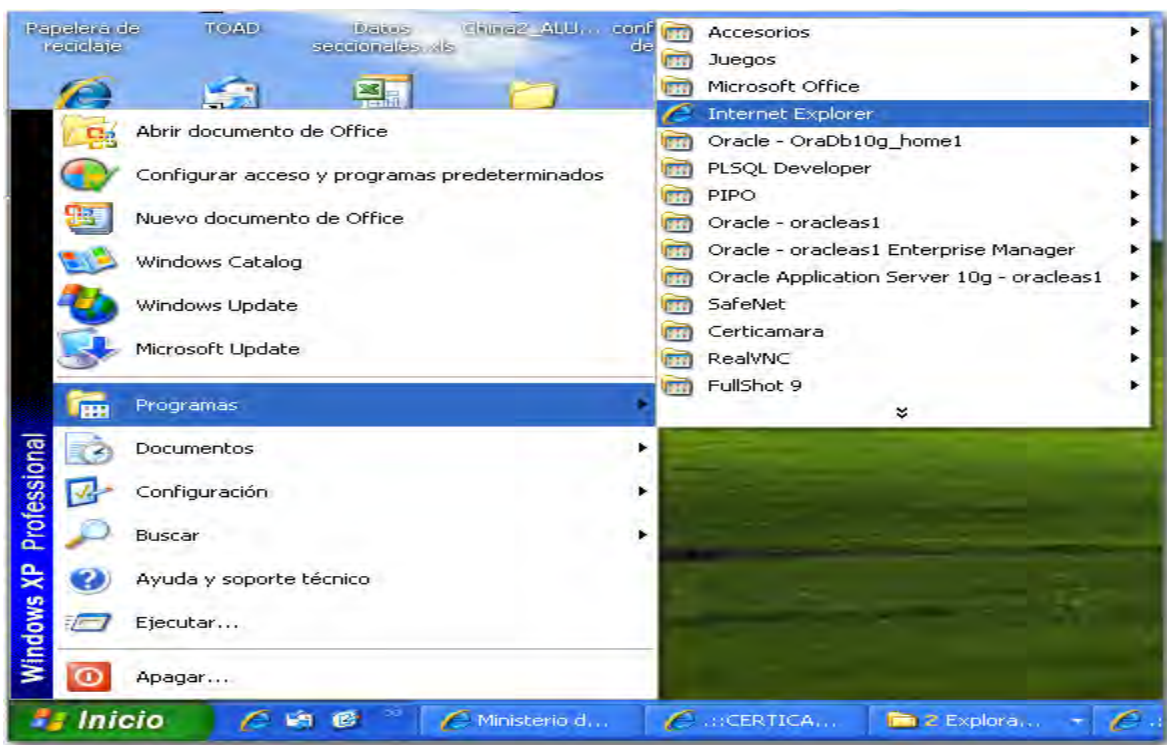 Papelera de
reciclaje
TOAD
Datos
seccionales.xls
China2_ALU...
conf
de
Accesorios
Juegos
Microsoft Office
Internet Explorer
Oracle - OraDb10g_home1
PLSQL Developer
PIPO
Oracle - oracleas1
Oracle - oracleas1 Enterprise Manager
Oracle Application Server 10g - oracleas1
SafeNet
Certicamara
RealVNC
FullShot 9
Abrir documento de Office
Configurar acceso y programas predeterminados
Nuevo documento de Office
Windows Catalog
Windows Update
Microsoft Update
Programas
Documentos
Configuración
Buscar
Ayuda y soporte técnico
Ejecutar...
Apagar...
Windows XP Professional
Inicio
Ministerio d...
.::CERTICA...
2 Explora...